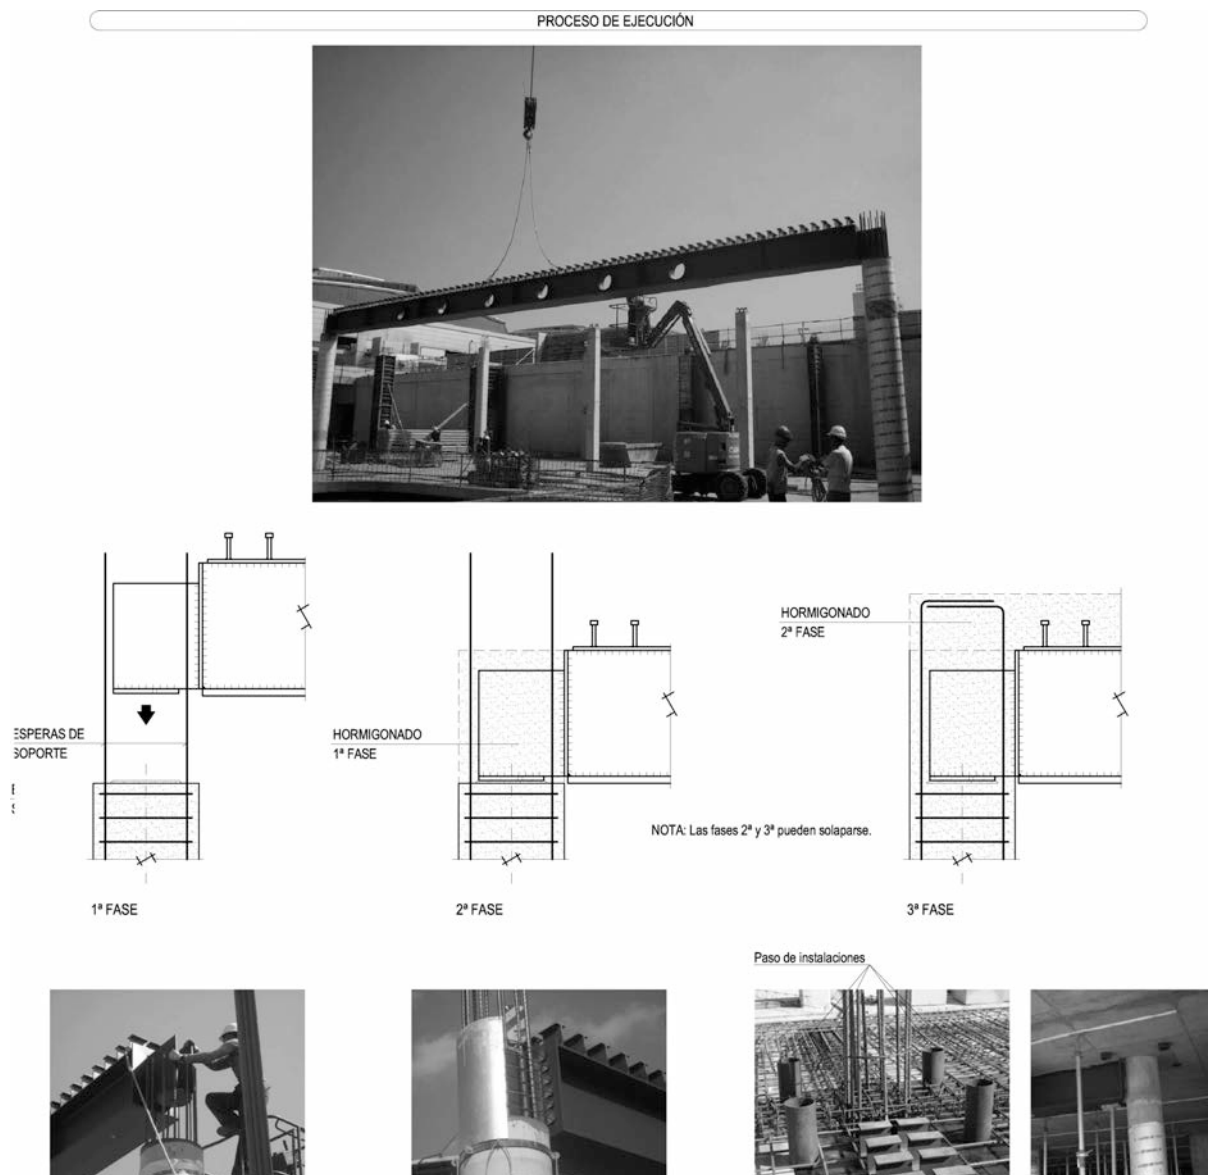 PROCESO DE EJECUCIÓN
ESPERAS DE
SOPORTE
HORMIGONADO
1ª FASE
HORMIGONADO
2ª FASE
NOTA: Las fases 2ª y 3ª pueden solaparse.
1ª FASE
2ª FASE
3ª FASE
Paso de instalaciones